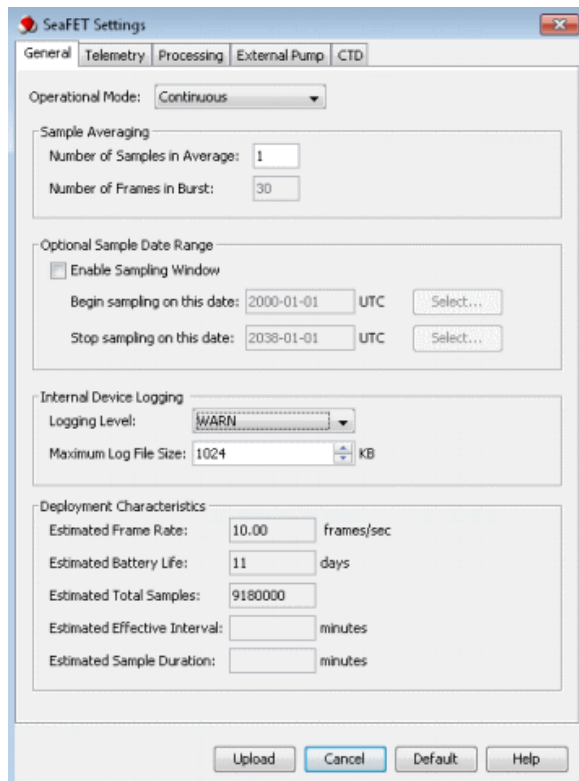 SeaFET Settings
General Telemetry Processing External Pump CTD
Operational Mode: Continuous
Sample Averaging
Number of Samples in Average: 1
Number of Frames in Burst: 30
Optional Sample Date Range
Enable Sampling Window
Begin sampling on this date: 2000-01-01 UTC Select...
Stop sampling on this date: 2038-01-01 UTC Select...
Internal Device Logging
Logging Level: WARN
Maximum Log File Size: 1024 KB
Deployment Characteristics
Estimated Frame Rate: 10.00 frames/sec
Estimated Battery Life: 11 days
Estimated Total Samples: 9180000
Estimated Effective Interval: minutes
Estimated Sample Duration: minutes
Upload Cancel Default Help